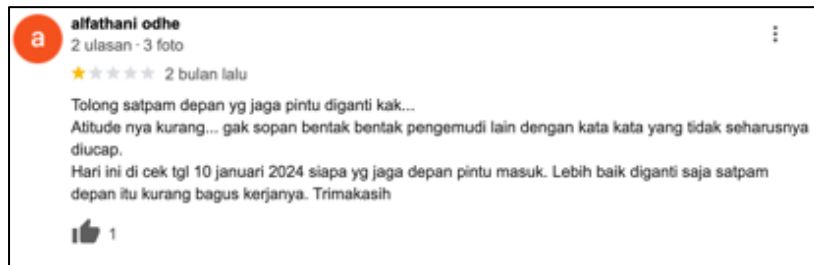 a
alfathani odhe
2 ulasan · 3 foto
2 bulan lalu
Tolong satpam depan yg jaga pintu diganti kak...
Atitude nya kurang... gak sopan bentak bentak pengemudi lain dengan kata kata yang tidak seharusnya
diucap.
Hari ini di cek tgl 10 januari 2024 siapa yg jaga depan pintu masuk. Lebih baik diganti saja satpam
depan itu kurang bagus kerjanya. Trimakasih
1